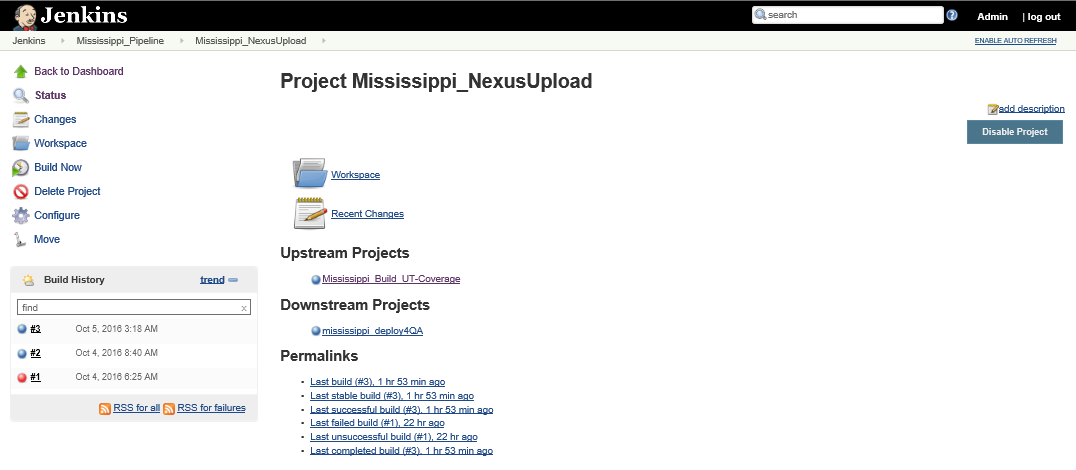 Jenkins
search
Admin | log out
Jenkins Mississippi_Pipeline Mississippi_NexusUpload
ENABLE AUTO REFRESH
Back to Dashboard
Status
Changes
Workspace
Build Now
Delete Project
Configure
Move
Build History trend
find x
#3 Oct 5, 2016 3:18 AM
#2 Oct 4, 2016 8:40 AM
#1 Oct 4, 2016 6:25 AM
RSS for all RSS for failures
Project Mississippi_NexusUpload
add description
Disable Project
Workspace
Recent Changes
Upstream Projects
Mississippi_Build_UT-Coverage
Downstream Projects
mississippi_deploy4QA
Permalinks
Last build (#3), 1 hr 53 min ago
Last stable build (#3), 1 hr 53 min ago
Last successful build (#3), 1 hr 53 min ago
Last failed build (#1), 22 hr ago
Last unsuccessful build (#1), 22 hr ago
Last completed build (#3), 1 hr 53 min ago